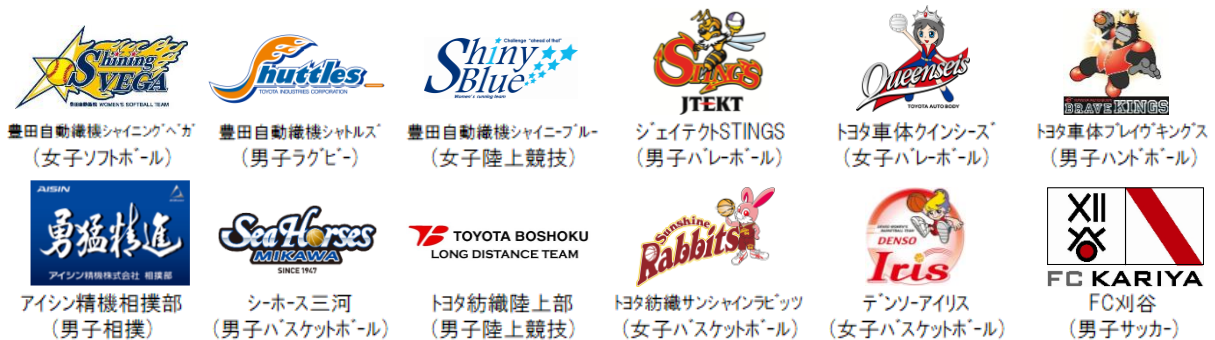 Shining
VEGA
豊田自動織機 WOMEN'S SOFTBALL TEAM
豊田自動織機ｼｬｲﾆﾝｸﾞﾍﾞｶﾞ
（女子ｿﾌﾄﾎﾞｰﾙ）
Shuttles
TOYOTA INDUSTRIES CORPORATION
豊田自動織機ｼｬﾄﾙｽﾞ
（男子ﾗｸﾞﾋﾞｰ）
Challenge "ahead of that"
Shiny
Blue
Women's running team
豊田自動織機ｼｬｲﾆｰﾌﾞﾙｰ
（女子陸上競技）
STINGS
JTEKT
ｼﾞｪｲﾃｸﾄSTINGS
（男子ﾊﾞﾚｰﾎﾞｰﾙ）
Queenseis
TOYOTA AUTO BODY
ﾄﾖﾀ車体ｸｲﾝｼｰｽﾞ
（女子ﾊﾞﾚｰﾎﾞｰﾙ）
BRAVE KINGS
ﾄﾖﾀ車体ﾌﾞﾚｲｳﾞｷﾝｸﾞｽ
（男子ﾊﾝﾄﾞﾎﾞｰﾙ）
AISIN
勇猛精進
アイシン精機株式会社 相撲部
ｱｲｼﾝ精機相撲部
（男子相撲）
SeaHorses
MIKAWA
SINCE 1947
ｼｰﾎｰｽ三河
（男子ﾊﾞｽｹｯﾄﾎﾞｰﾙ）
TOYOTA BOSHOKU
LONG DISTANCE TEAM
ﾄﾖﾀ紡織陸上部
（男子陸上競技）
Sunshine
Rabbits
ﾄﾖﾀ紡織ｻﾝｼｬｲﾝﾗﾋﾞｯﾂ
（女子ﾊﾞｽｹｯﾄﾎﾞｰﾙ）
DENSO WOMEN'S
BASKETBALL TEAM
DENSO
Iris
ﾃﾞﾝｿｰｱｲﾘｽ
（女子ﾊﾞｽｹｯﾄﾎﾞｰﾙ）
XII
FC KARIYA
FC刈谷
（男子ｻｯｶｰ）